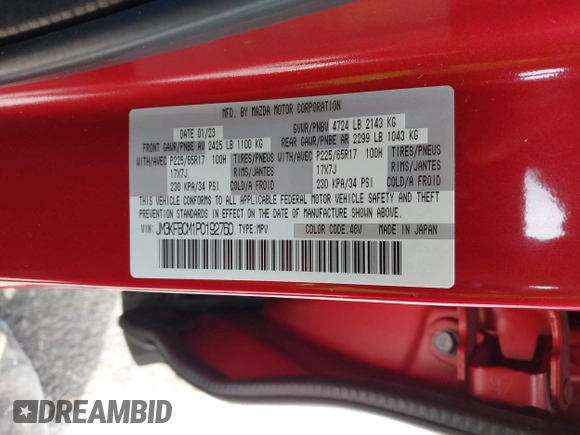 MFD. BY MAZDA MOTOR CORPORATION
DATE 01/23 GVWR/PNBV 4724 LB 2143 KG
FRONT GAWR/PNBE AV 2425 LB 1100 KG REAR GAWR/PNBE AR 2299 LB 1043 KG
WITH/AVEC P225/65R17 100H TIRES/PNEUS WITH/AVEC P225/65R17 100H TIRES/PNEUS
17X7J RIMS/JANTES 17X7J RIMS/JANTES
230 KPA/34 PSI COLD/A FROID 230 KPA/34 PSI COLD/A FROID
THIS VEHICLE CONFORMS TO ALL APPLICABLE FEDERAL MOTOR VEHICLE SAFETY AND THEFT
PREVENTION STANDARDS IN EFFECT ON THE DATE OF MANUFACTURE SHOWN ABOVE.
VIN: JM3KFBCM1P0192760 TYPE: MPV COLOR CODE: 46V MADE IN JAPAN
DREAMBID